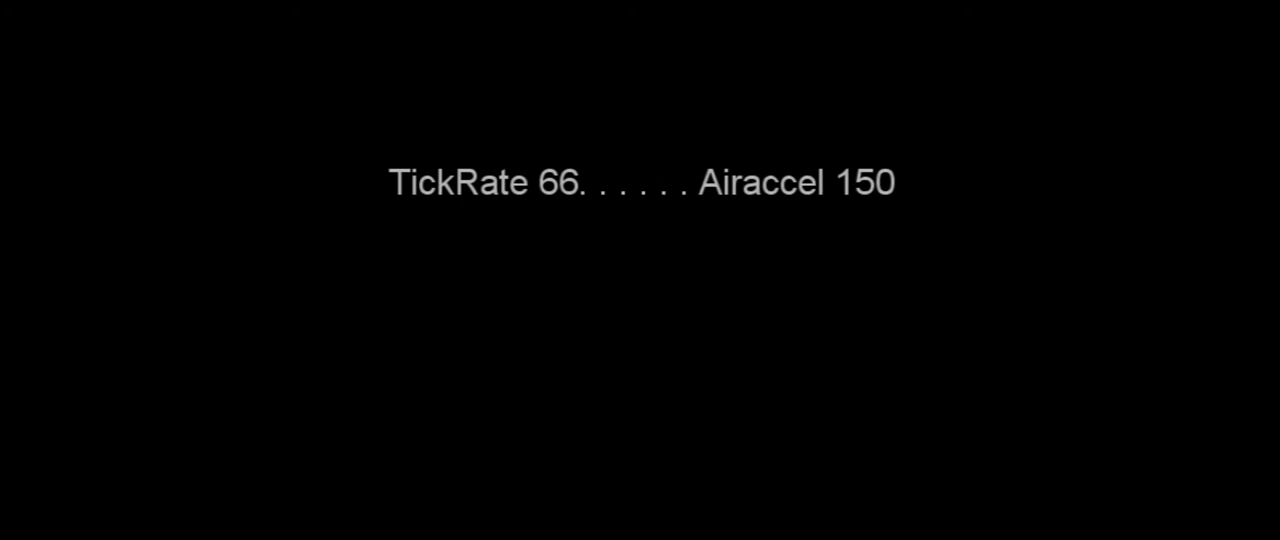 TickRate 66. . . . . . Airaccel 150